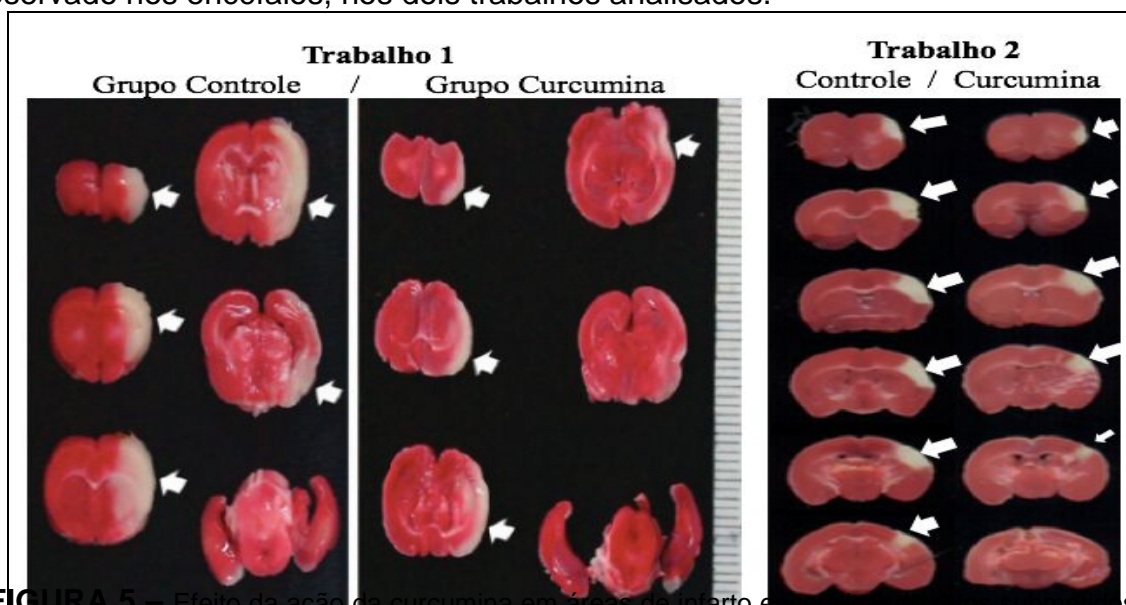 servado nos encéfalos, nos dois trabalhos analisados.
Trabalho 1
Grupo Controle / Grupo Curcumina
Trabalho 2
Controle / Curcumina
FIGURA 5 – Efeito da ação da curcumina em áreas de infarto